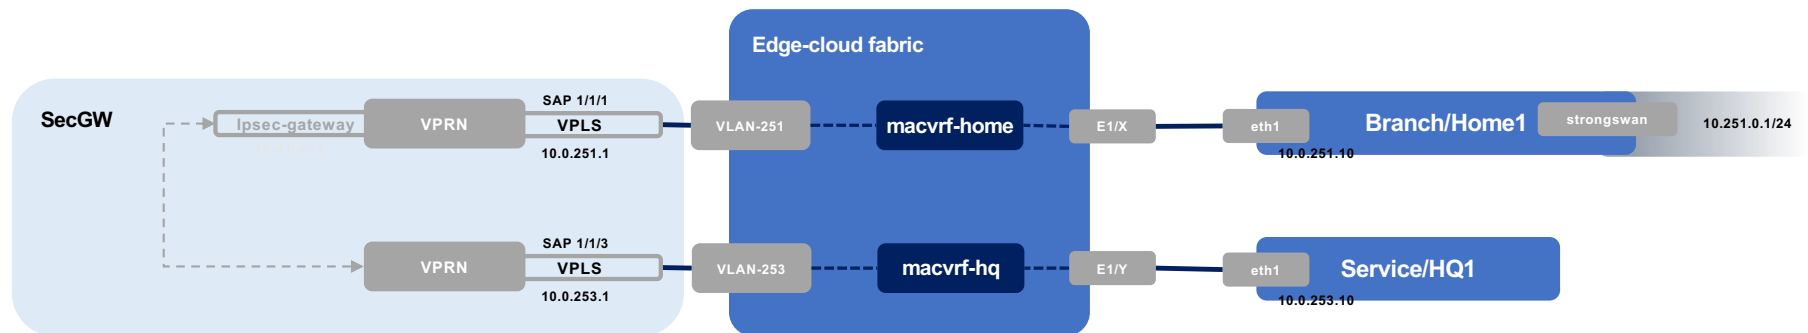 Edge-cloud fabric
SecGW
Ipsec-gateway
VPRN
SAP 1/1/1
VPLS
10.0.251.1
VLAN-251
macvrf-home
E1/X
eth1
10.0.251.10
Branch/Home1
strongswan
10.251.0.1/24
VPRN
SAP 1/1/3
VPLS
10.0.253.1
VLAN-253
macvrf-hq
E1/Y
eth1
10.0.253.10
Service/HQ1